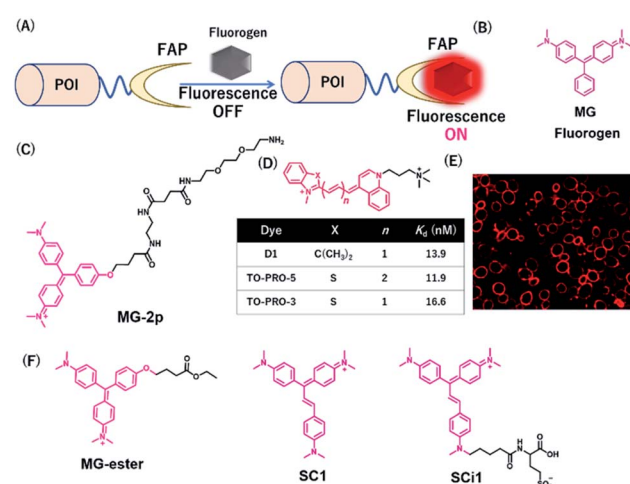 (A)
FAP
Fluorogen
FAP
(B)
POI
Fluorescence
OFF
POI
Fluorescence
ON
MG
Fluorogen
(C)
NH2
O
O
O
HN
O
O
NH
HN
O
O
N
N+
MG-2p
(D)
X
N+
n
N
N+
Dye X n Kd (nM)
D1 C(CH3)2 1 13.9
TO-PRO-5 S 2 11.9
TO-PRO-3 S 1 16.6
(E)
(F)
N
O
O
O
N+
MG-ester
N
N+
N
SC1
N
N+
N
O
H
N
O
OH
SO−
SCi1